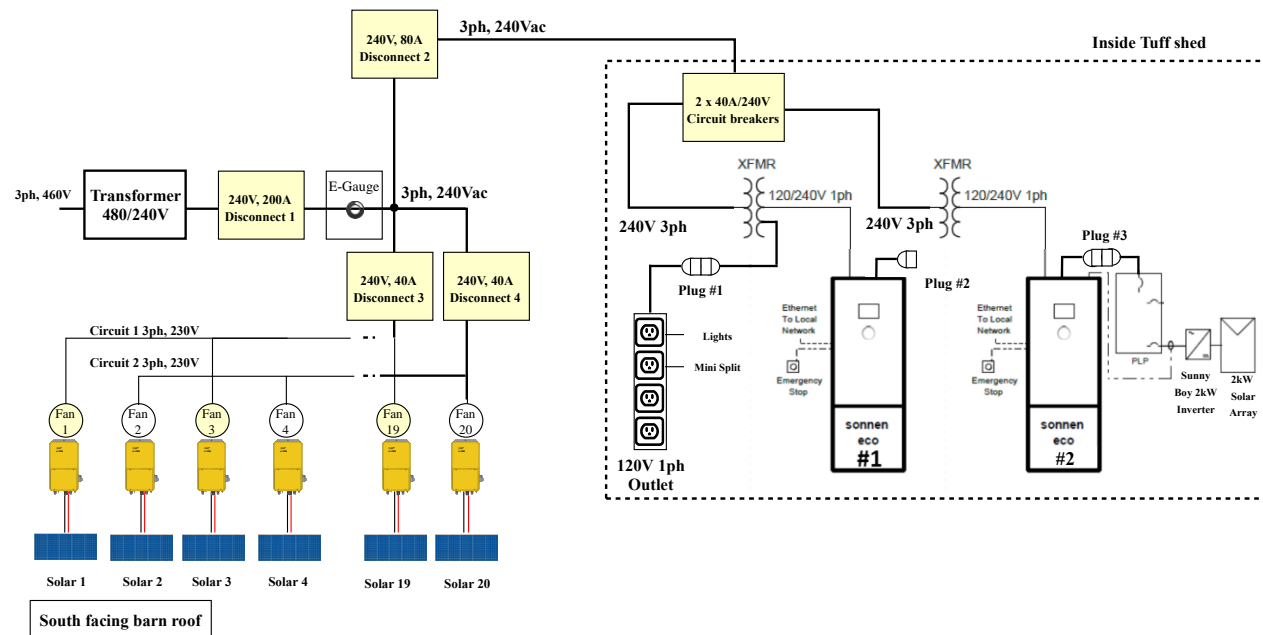 3ph, 240Vac
240V, 80A
Disconnect 2
Inside Tuff shed
2 x 40A/240V
Circuit breakers
3ph, 460V
Transformer
480/240V
240V, 200A
Disconnect 1
E-Gauge
3ph, 240Vac
XFMR
120/240V 1ph
XFMR
120/240V 1ph
240V 3ph
240V 3ph
Plug #1
Plug #2
Plug #3
240V, 40A
Disconnect 3
240V, 40A
Disconnect 4
Circuit 1 3ph, 230V
Circuit 2 3ph, 230V
Lights
Mini Split
Ethernet
To Local
Network
Emergency
Stop
Ethernet
To Local
Network
Emergency
Stop
PLP
Sunny
Boy 2kW
Inverter
2kW
Solar
Array
Fan
1
Fan
2
Fan
3
Fan
4
Fan
19
Fan
20
sonnen
eco
#1
sonnen
eco
#2
120V 1ph
Outlet
Solar 1
Solar 2
Solar 3
Solar 4
Solar 19
Solar 20
South facing barn roof